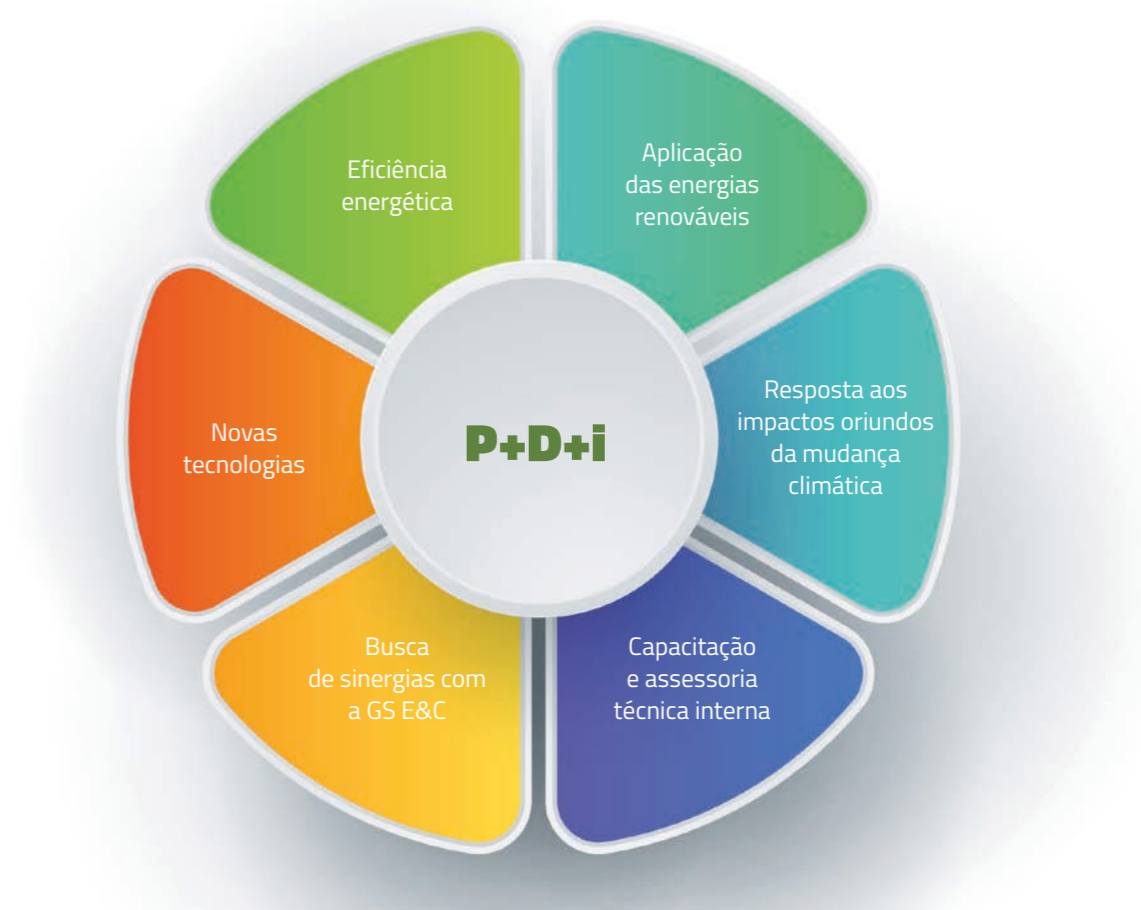 Eficiência
energética
Aplicação
das energias
renováveis
Novas
tecnologias
P+D+i
Resposta aos
impactos oriundos
da mudança
climática
Busca
de sinergias com
a GS E&C
Capacitação
e assessoria
técnica interna